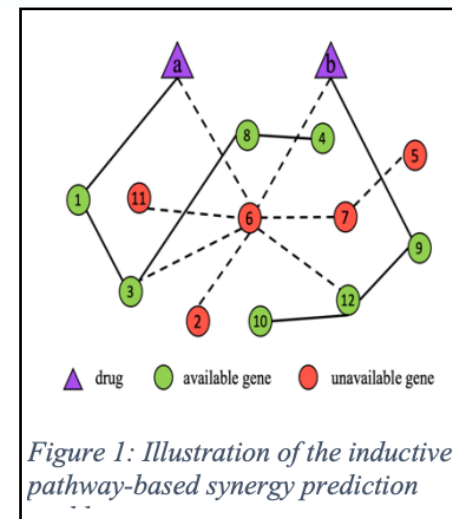 a b
8 4
5
1 11
6 7
9
3 12
2 10
drug available gene unavailable gene
Figure 1: Illustration of the inductive
pathway-based synergy prediction